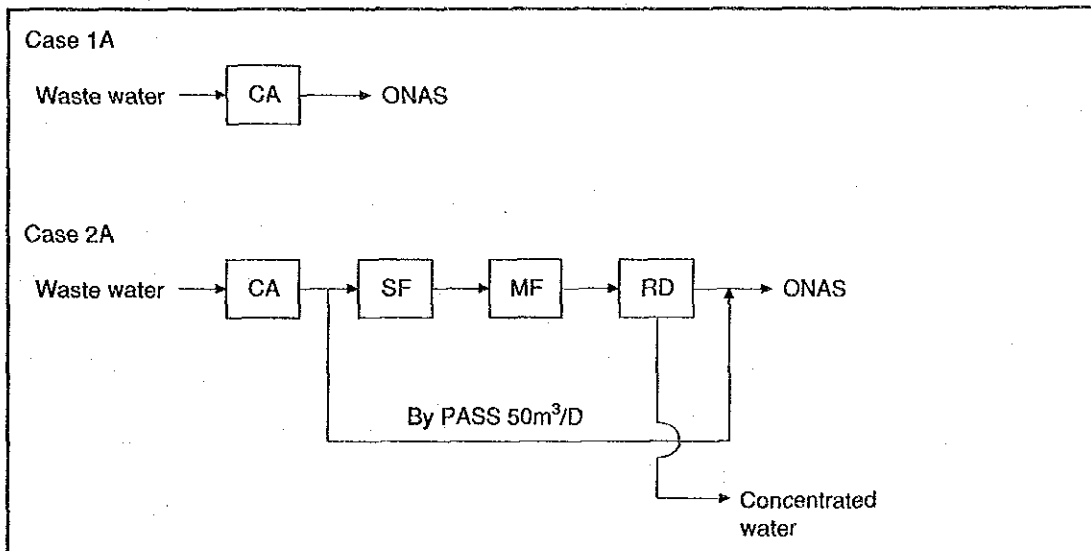 Case 1A
Waste water CA ONAS
Case 2A
Waste water CA SF MF RD ONAS
By PASS 50m³/D
Concentrated
water